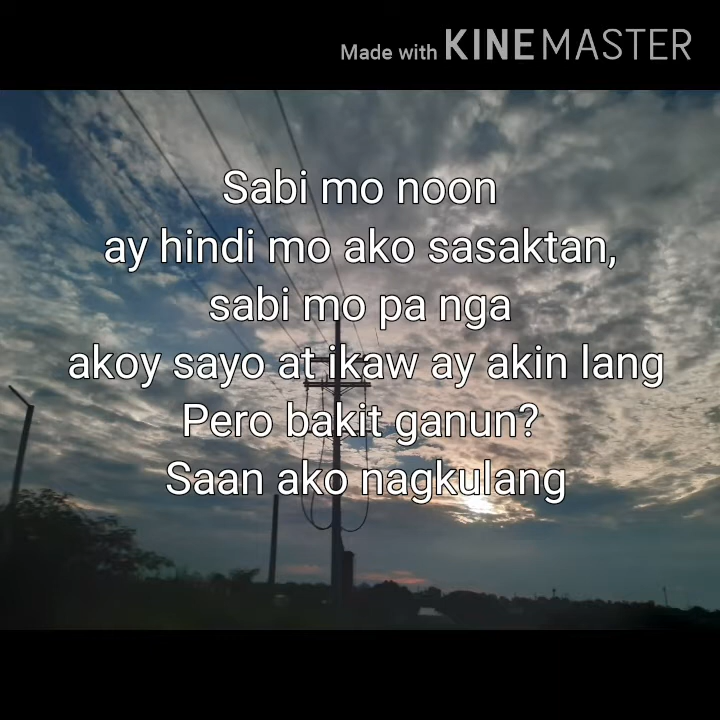 Made with KINEMASTER
Sabi mo noon
ay hindi mo ako sasaktan,
sabi mo pa nga
akoy sayo at ikaw ay akin lang
Pero bakit ganun?
Saan ako nagkulang